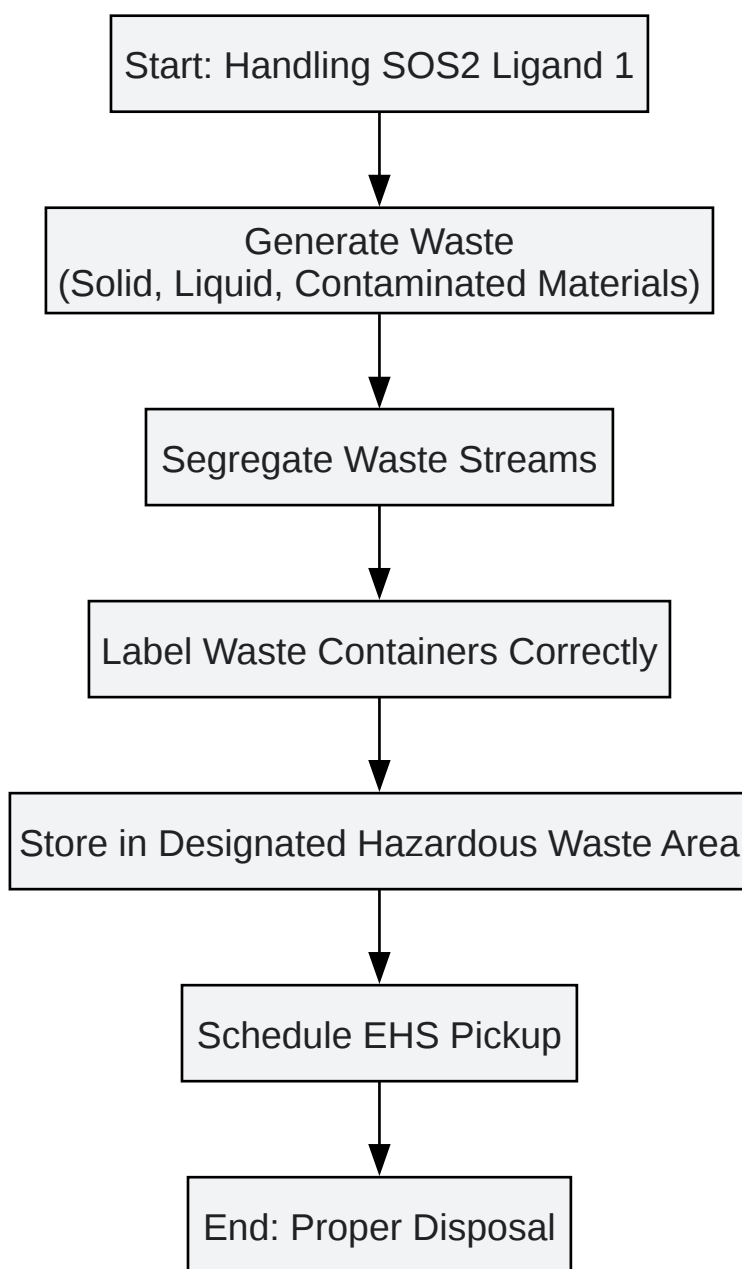 Start: Handling SOS2 Ligand 1
Generate Waste
(Solid, Liquid, Contaminated Materials)
Segregate Waste Streams
Label Waste Containers Correctly
Store in Designated Hazardous Waste Area
Schedule EHS Pickup
End: Proper Disposal